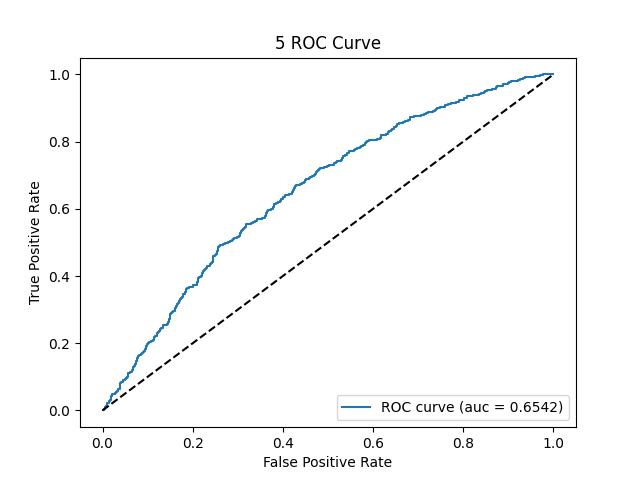 5 ROC Curve
1.0
0.8
0.6
0.4
0.2
0.0
True Positive Rate
ROC curve (auc = 0.6542)
0.0 0.2 0.4 0.6 0.8 1.0
False Positive Rate